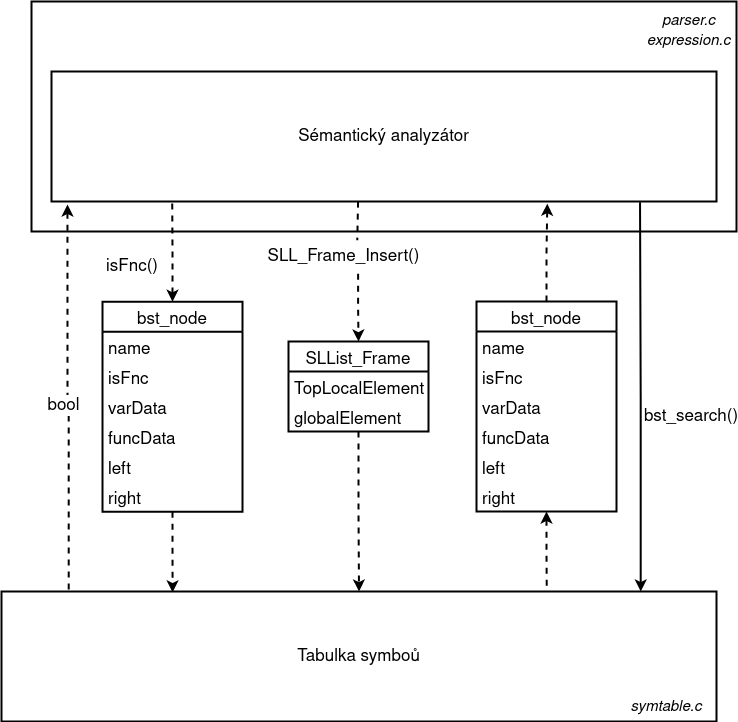 parser.c
expression.c
Sémantický analyzátor
isFnc()
SLL_Frame_Insert()
bst_node
name
isFnc
varData
funcData
left
right
SLList_Frame
TopLocalElement
globalElement
bst_node
name
isFnc
varData
funcData
left
right
bool
bst_search()
Tabulka symboů
symtable.c